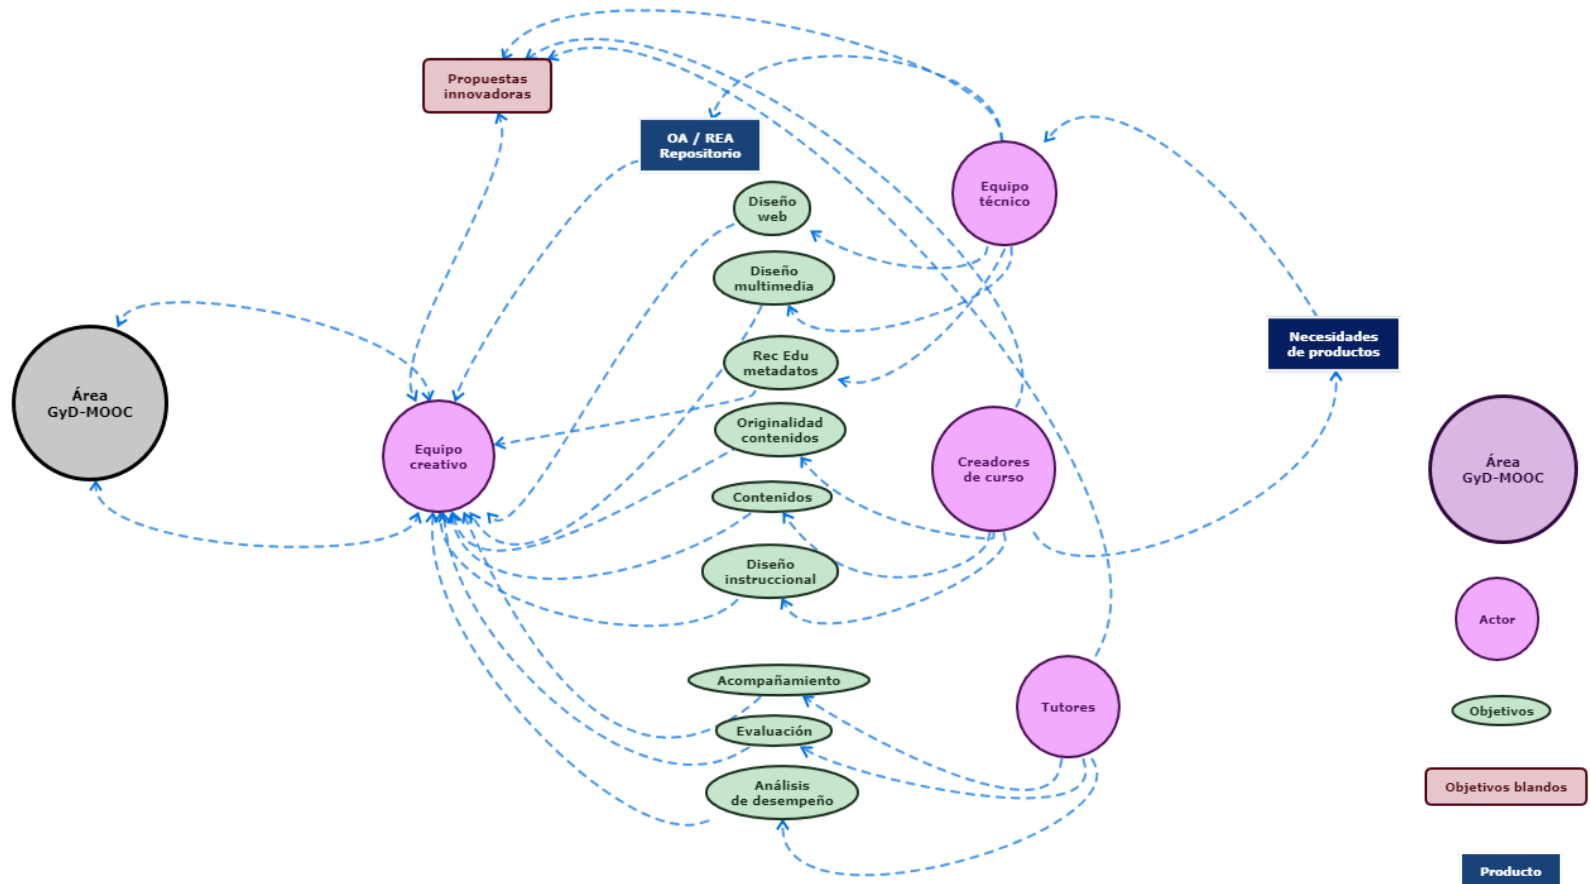 Propuestas
innovadoras
OA / REA
Repositorio
Diseño
web
Equipo
técnico
Diseño
multimedia
Necesidades
de productos
Rec Edu
metadatos
Área
GyD-MOOC
Originalidad
contenidos
Equipo
creativo
Creadores
de curso
Área
GyD-MOOC
Contenidos
Diseño
instruccional
Actor
Acompañamiento
Tutores
Objetivos
Evaluación
Análisis
de desempeño
Objetivos blandos
Producto